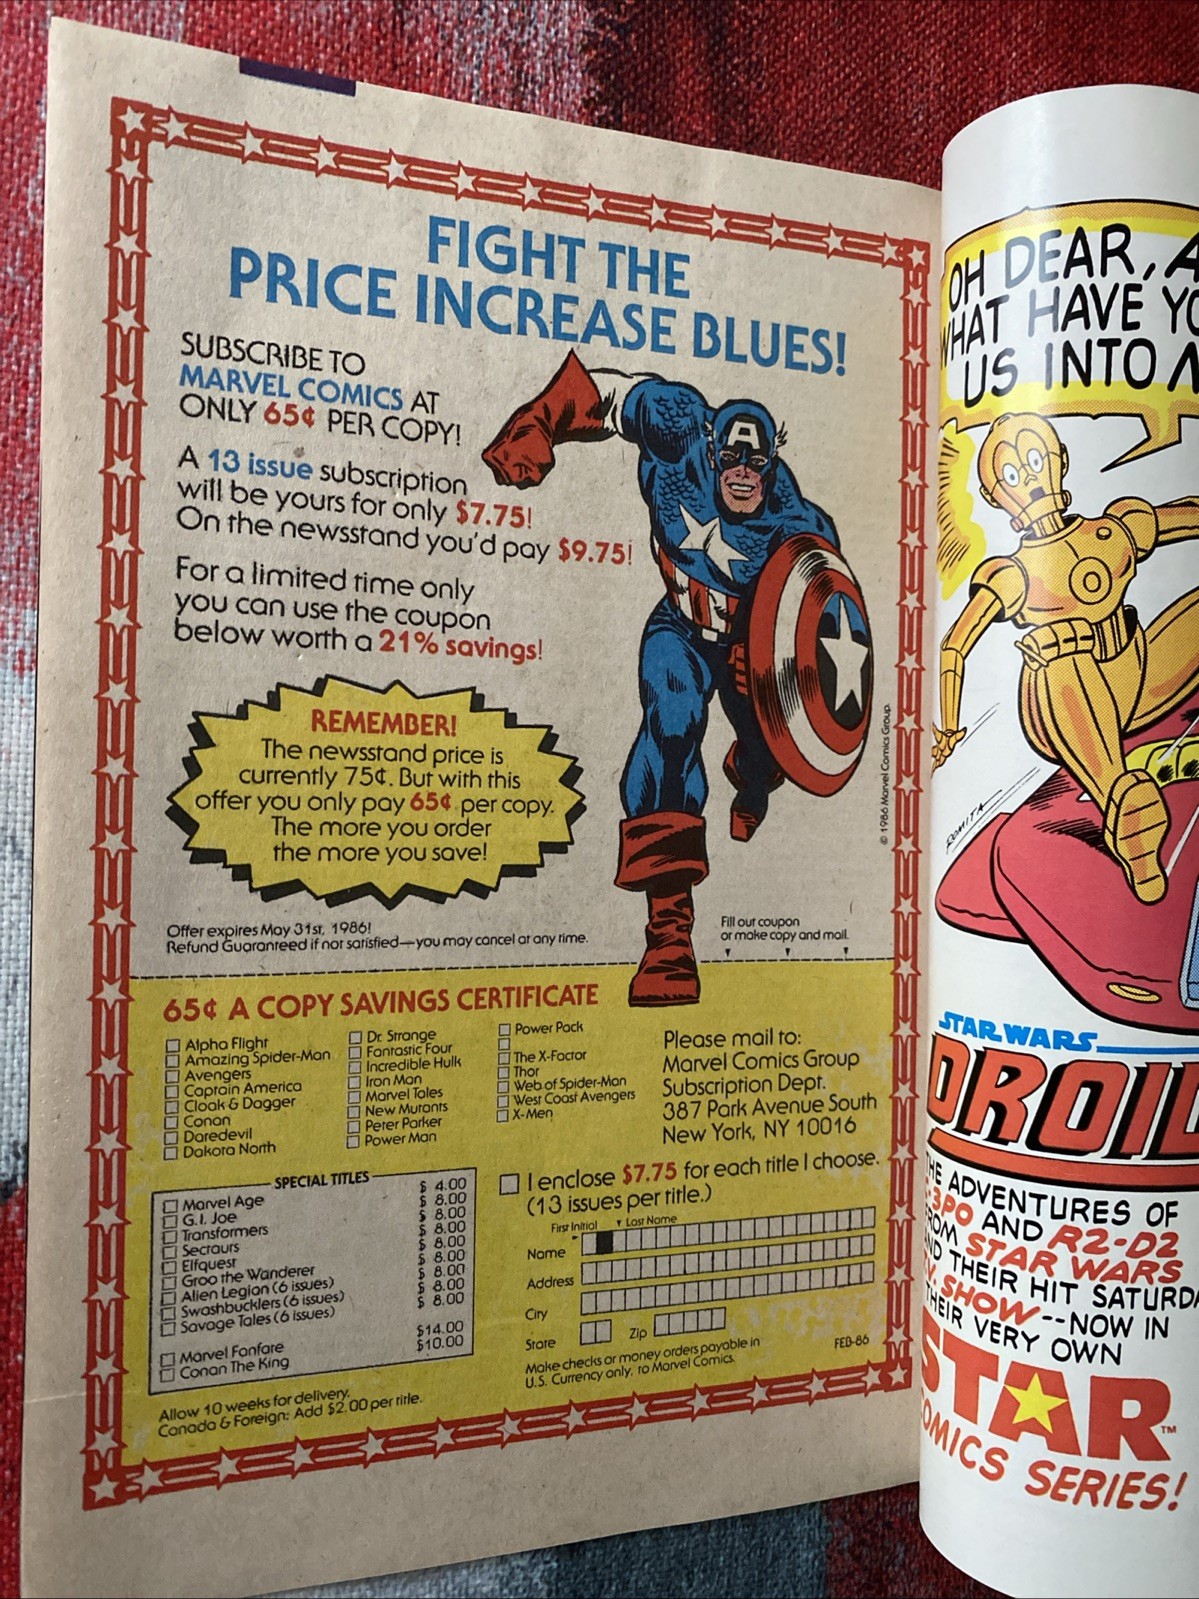 FIGHT THE
PRICE INCREASE BLUES!
SUBSCRIBE TO
MARVEL COMICS AT
ONLY 65¢ PER COPY!
A 13 issue subscription
will be yours for only $7.75!
On the newsstand you'd pay $9.75!
For a limited time only
you can use the coupon
below worth a 21% savings!
REMEMBER!
The newsstand price is
currently 75¢. But with this
offer you only pay 65¢ per copy.
The more you order
the more you save!
A
© 1986 Marvel Comics Group.
Offer expires May 31st, 1986!
Refund Guaranteed if not satisfied—you may cancel at any time.
Fill out coupon
or make copy and mail.
65¢ A COPY SAVINGS CERTIFICATE
Alpha Flight
Amazing Spider-Man
Avengers
Captain America
Cloak & Dagger
Conan
Daredevil
Dakota North
Dr. Strange
Fantastic Four
Incredible Hulk
Iron Man
Marvel Tales
New Mutants
Peter Parker
Power Man
Power Pack
The X-Factor
Thor
Web of Spider-Man
West Coast Avengers
X-Men
Please mail to:
Marvel Comics Group
Subscription Dept.
387 Park Avenue South
New York, NY 10016
SPECIAL TITLES
Marvel Age $ 4.00
G.I. Joe $ 8.00
Transformers $ 8.00
Sectaurs $ 8.00
Elfquest $ 8.00
Groo the Wanderer $ 8.00
Alien Legion (6 issues) $ 8.00
Swashbucklers (6 issues) $ 8.00
Savage Tales (6 issues) $ 8.00
Marvel Fanfare $14.00
Conan The King $10.00
Allow 10 weeks for delivery.
Canada & Foreign: Add $2.00 per title.
I enclose $7.75 for each title I choose.
(13 issues per title.)
First Initial Last Name
Name
Address
City
State Zip
Make checks or money orders payable in
U.S. Currency only, to Marvel Comics.
FEB-86
OH DEAR,
WHAT HAVE
US INTO
ROMITA
STAR WARS
DROI
THE ADVENTURES OF
-3PO AND R2-D2
FROM STAR WARS
AND THEIR HIT
T.V. SHOW--NOW IN
THEIR VERY OWN
STAR™
COMICS SERIES!